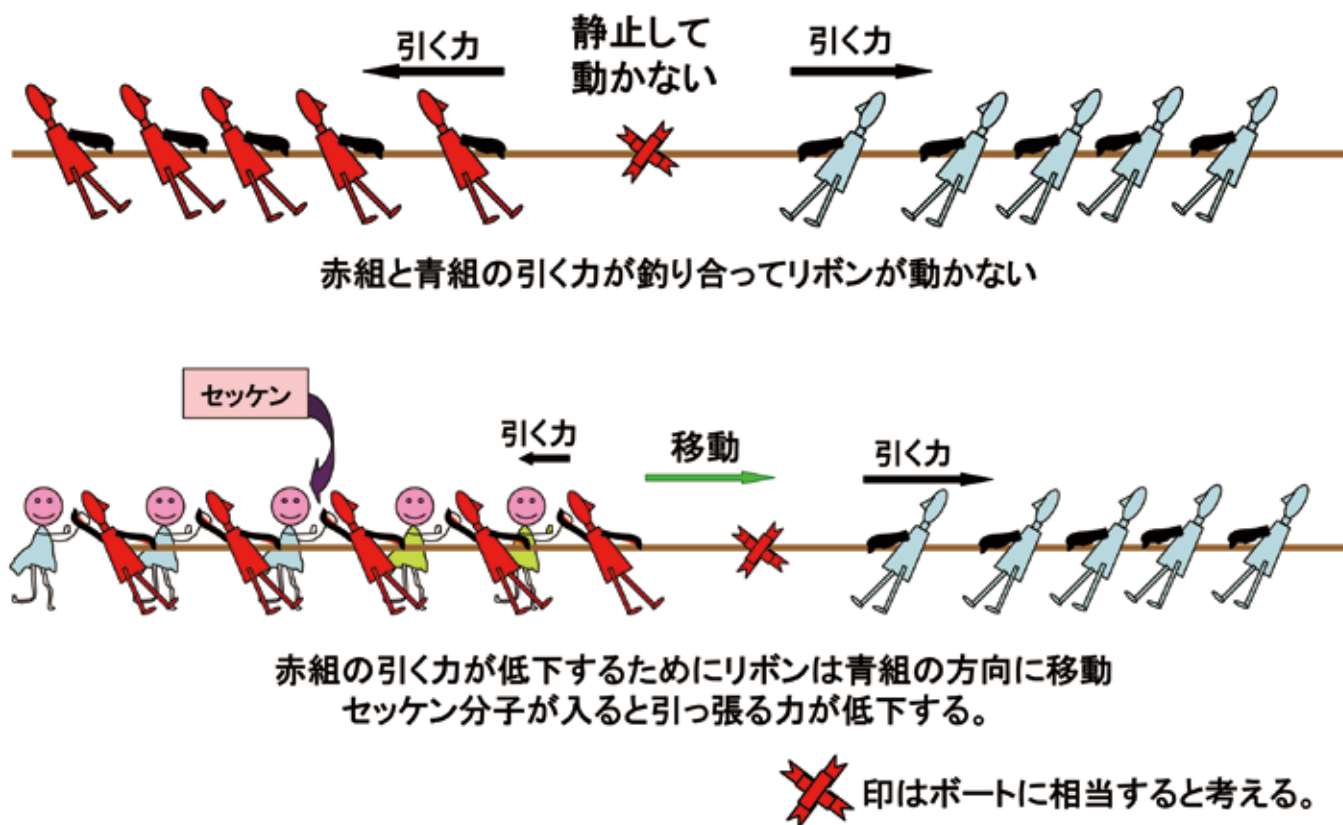 引く力
静止して
動かない
引く力
赤組と青組の引く力が釣り合ってリボンが動かない
セッケン
引く力
移動
引く力
赤組の引く力が低下するためにリボンは青組の方向に移動
セッケン分子が入ると引っ張る力が低下する。
印はボートに相当すると考える。